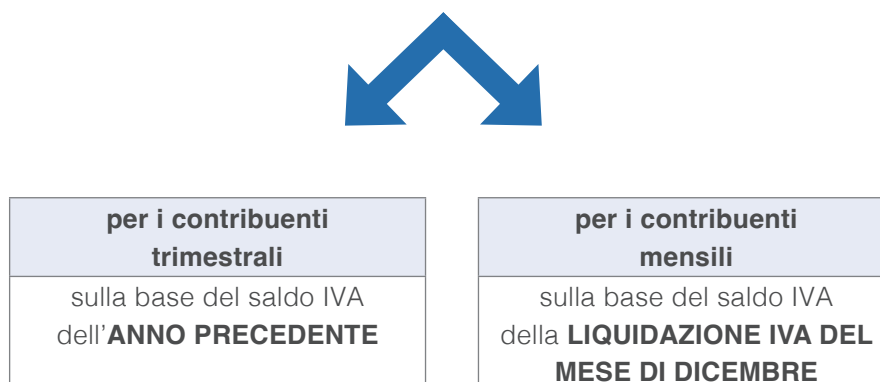 per i contribuenti
trimestrali
sulla base del saldo IVA
dell'ANNO PRECEDENTE
per i contribuenti
mensili
sulla base del saldo IVA
della LIQUIDAZIONE IVA DEL
MESE DI DICEMBRE